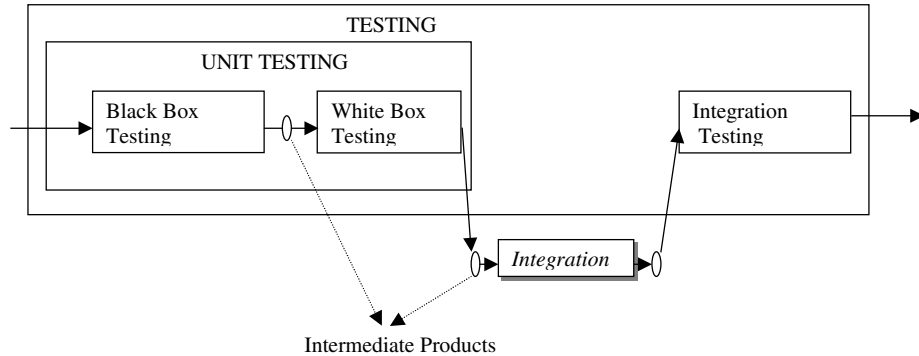 TESTING
UNIT TESTING
Black Box
Testing
White Box
Testing
Integration
Testing
Integration
Intermediate Products